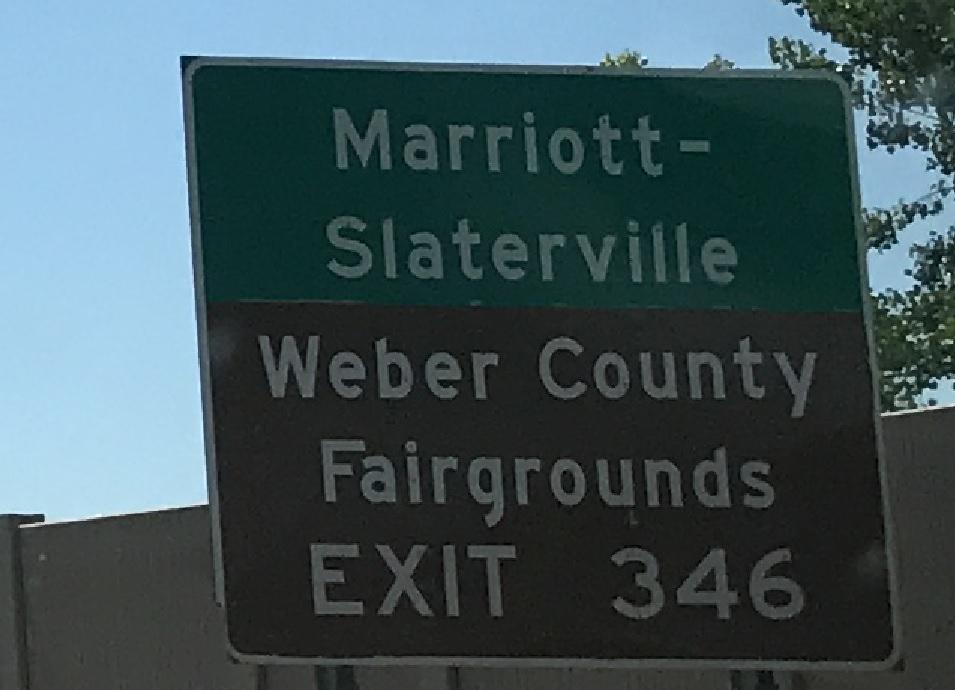 Marriott-
Slaterville
Weber County
Fairgrounds
EXIT 346